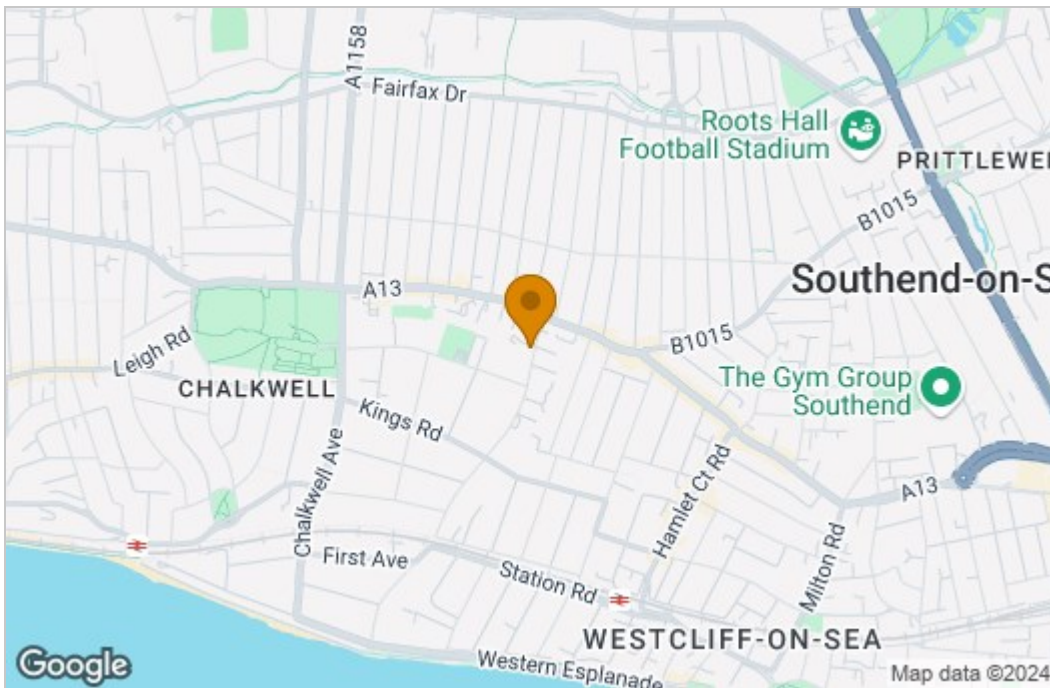 A1158
Fairfax Dr
Roots Hall
Football Stadium
PRITTLEWE
B1015
Southend-on-S
A13
B1015
Leigh Rd
CHALKWELL
The Gym Group
Southend
Kings Rd
Chalkwell Ave
Hamlet Ct Rd
A13
Milton Rd
First Ave
Station Rd
WESTCLIFF-ON-SEA
Western Esplanade
Google
Map data ©2024